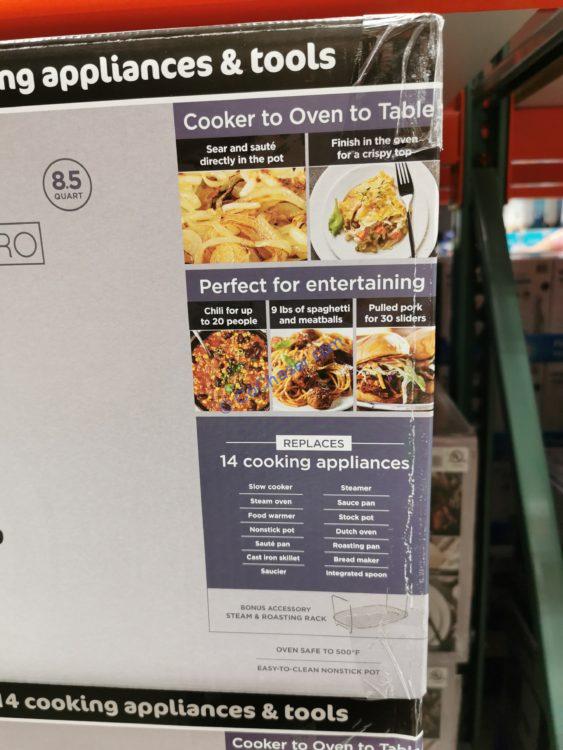 ng appliances & tools
Cooker to Oven to Table
Sear and sauté
directly in the pot
Finish in the oven
for a crispy top
8.5
QUART
RO
Perfect for entertaining
Chili for up
to 20 people
9 lbs of spaghetti
and meatballs
Pulled pork
for 30 sliders
REPLACES
14 cooking appliances
Slow cooker
Steam oven
Food warmer
Nonstick pot
Sauté pan
Cast iron skillet
Saucier
Steamer
Sauce pan
Stock pot
Dutch oven
Roasting pan
Bread maker
Integrated spoon
BONUS ACCESSORY
STEAM & ROASTING RACK
OVEN SAFE TO 500°F
EASY-TO-CLEAN NONSTICK POT
14 cooking appliances & tools
Cooker to Oven to Table